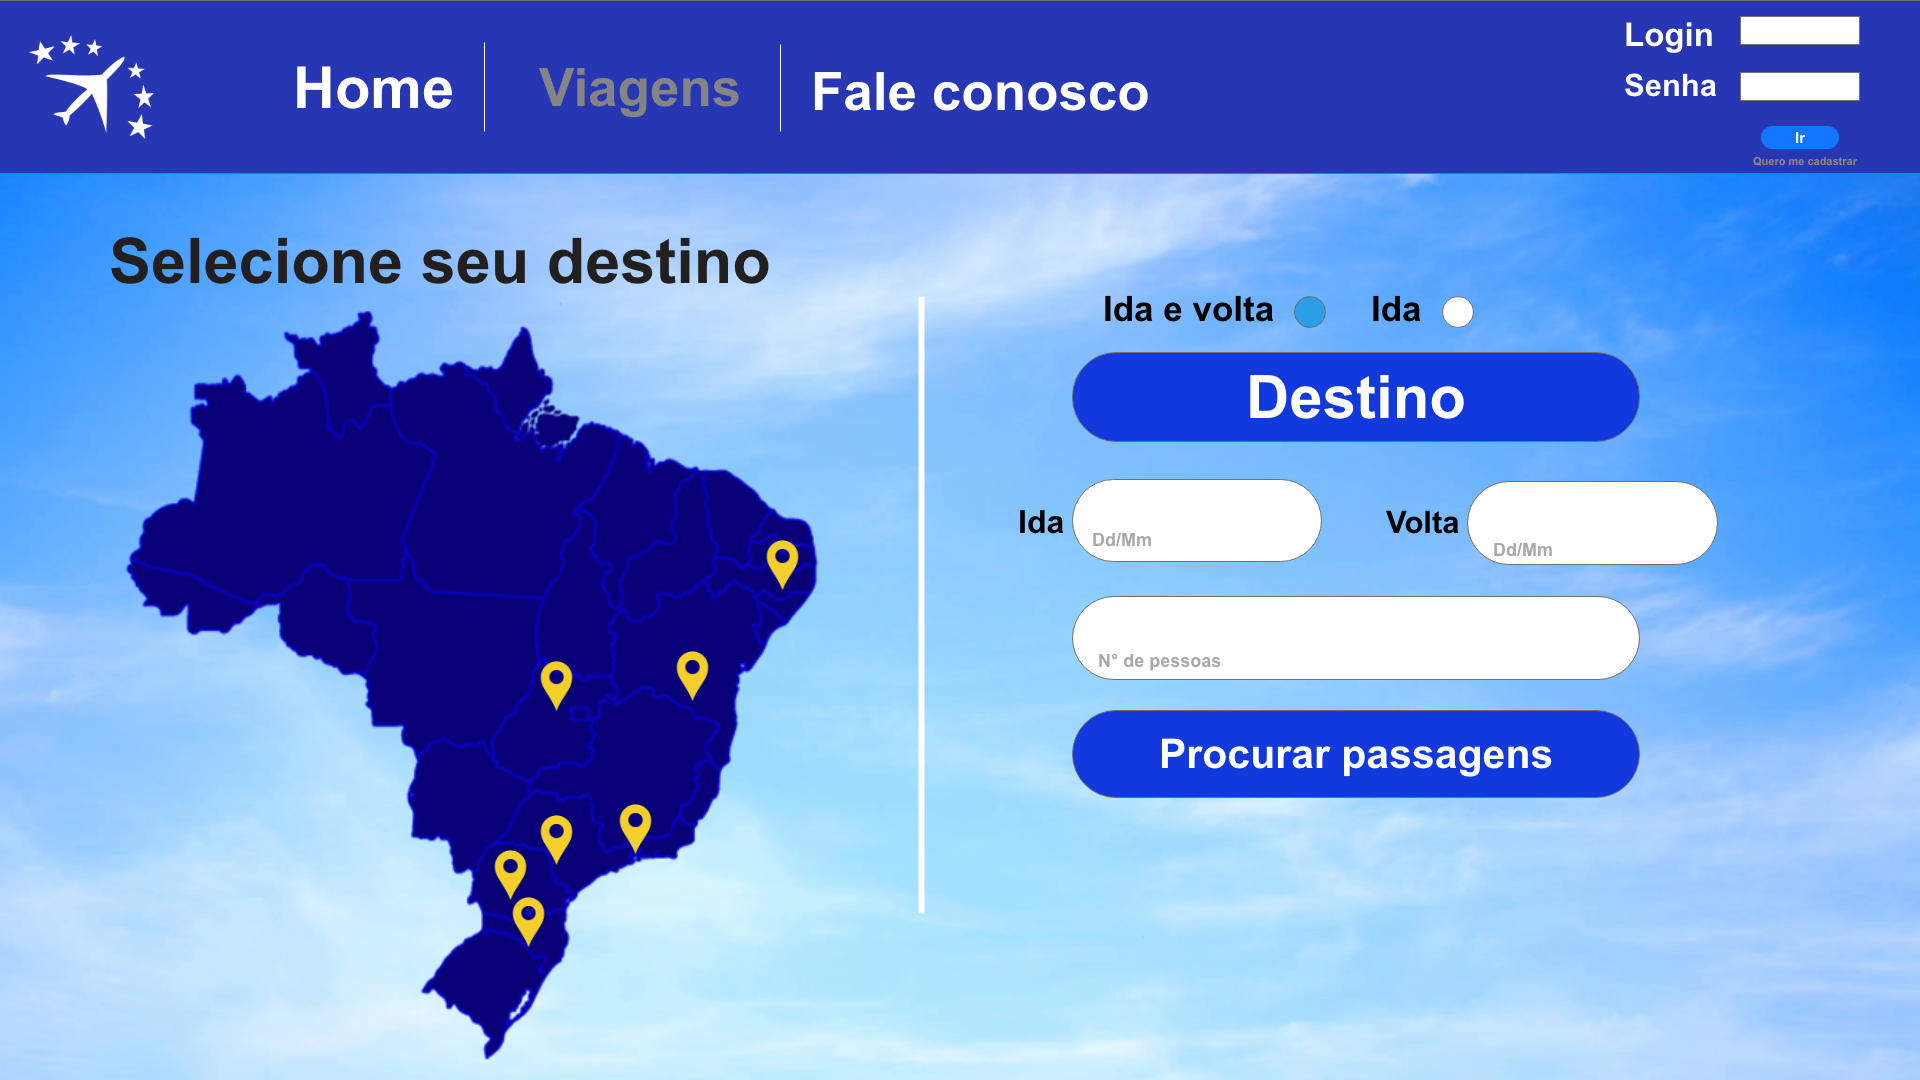 Home
Viagens
Fale conosco
Login
Senha
Ir
Quero me cadastrar
Selecione seu destino
Ida e volta
Ida
Destino
Ida
Dd/Mm
Volta
Dd/Mm
N° de pessoas
Procurar passagens